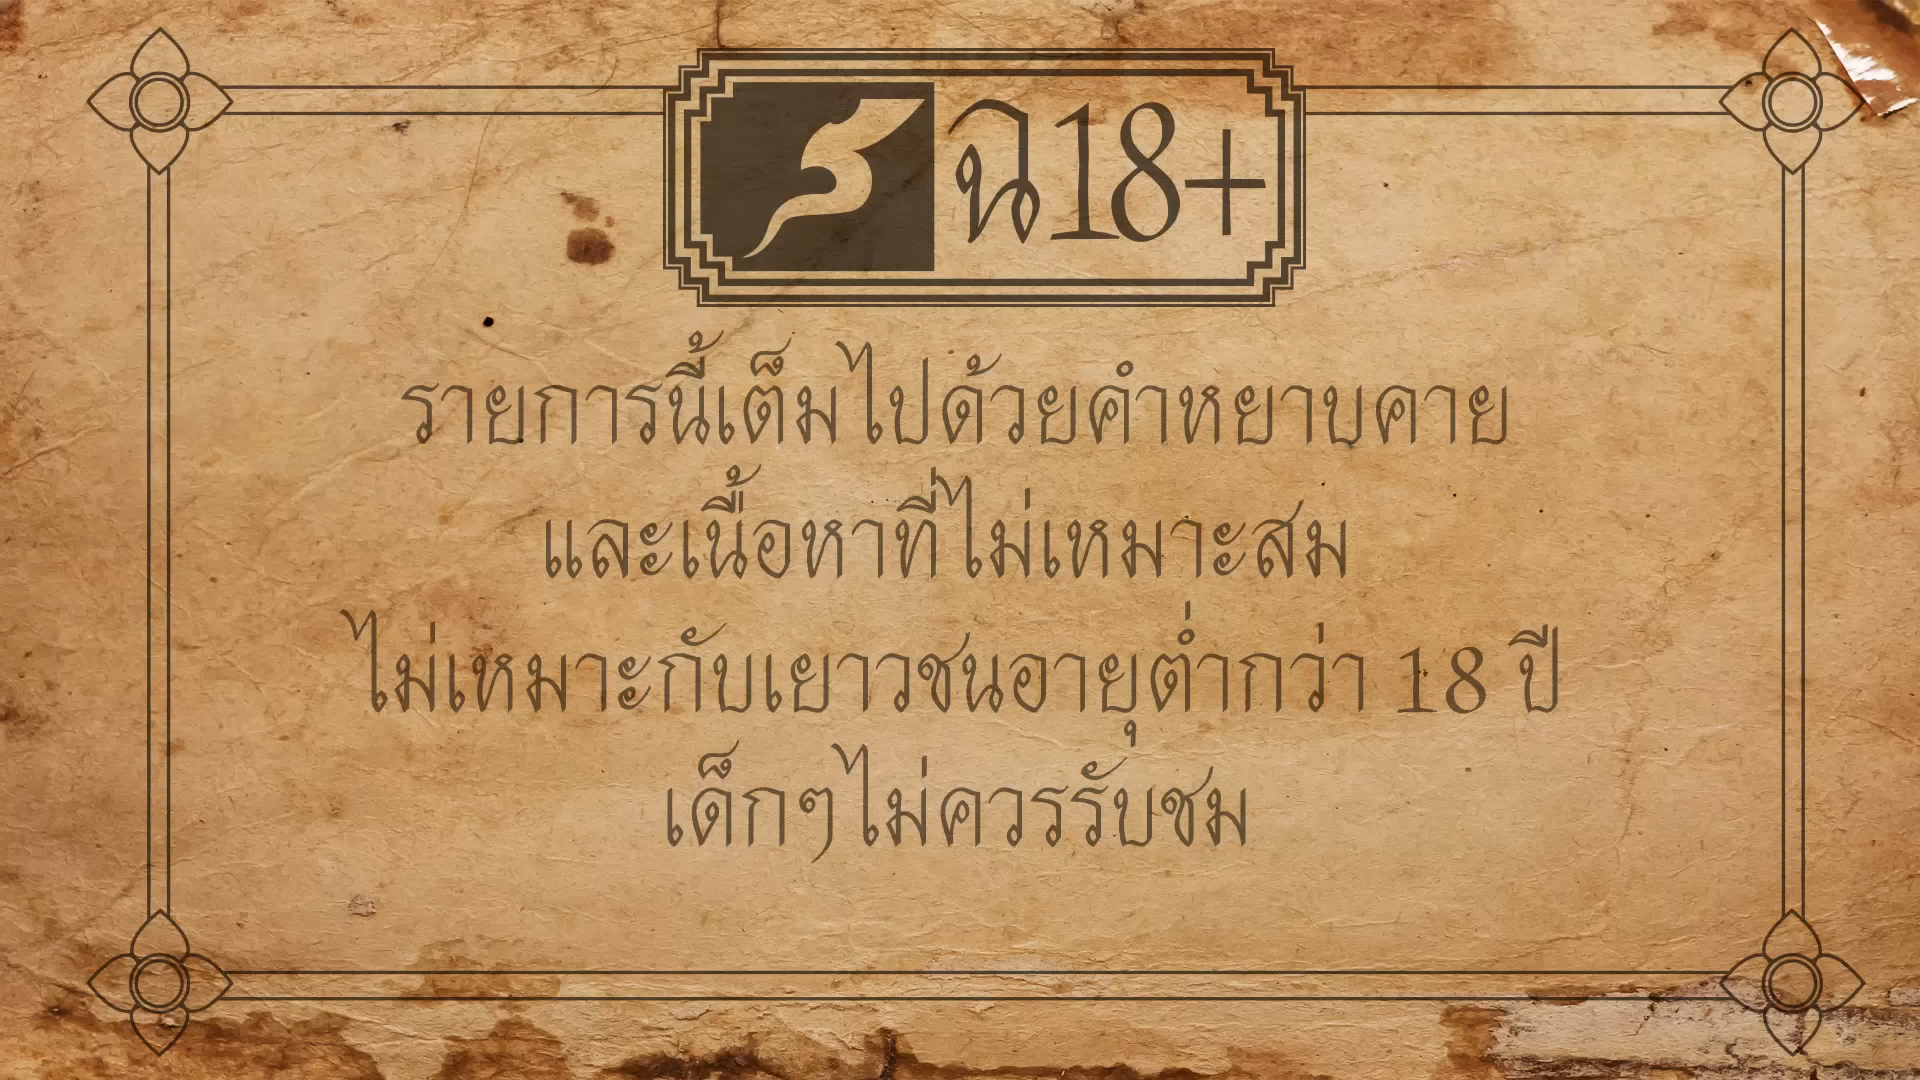 ฉ18+
รายการนี้เต็มไปด้วยคำหยาบคาย
และเนื้อหาที่ไม่เหมาะสม
ไม่เหมาะกับเยาวชนอายุต่ำกว่า 18 ปี
เด็กๆไม่ควรรับชม